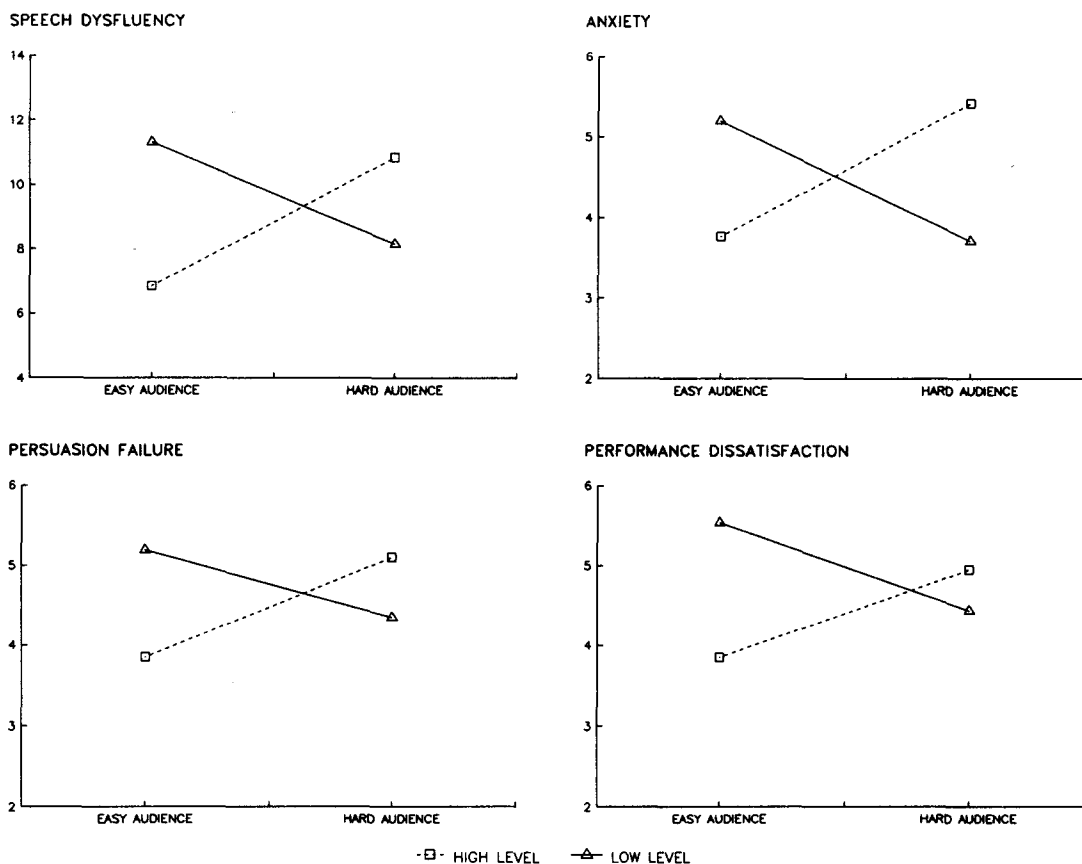 SPEECH DYSFLUENCY
14
12
10
8
6
4
EASY AUDIENCE HARD AUDIENCE
ANXIETY
6
5
4
3
2
EASY AUDIENCE HARD AUDIENCE
PERSUASION FAILURE
6
5
4
3
2
EASY AUDIENCE HARD AUDIENCE
PERFORMANCE DISSATISFACTION
6
5
4
3
2
EASY AUDIENCE HARD AUDIENCE
HIGH LEVEL LOW LEVEL